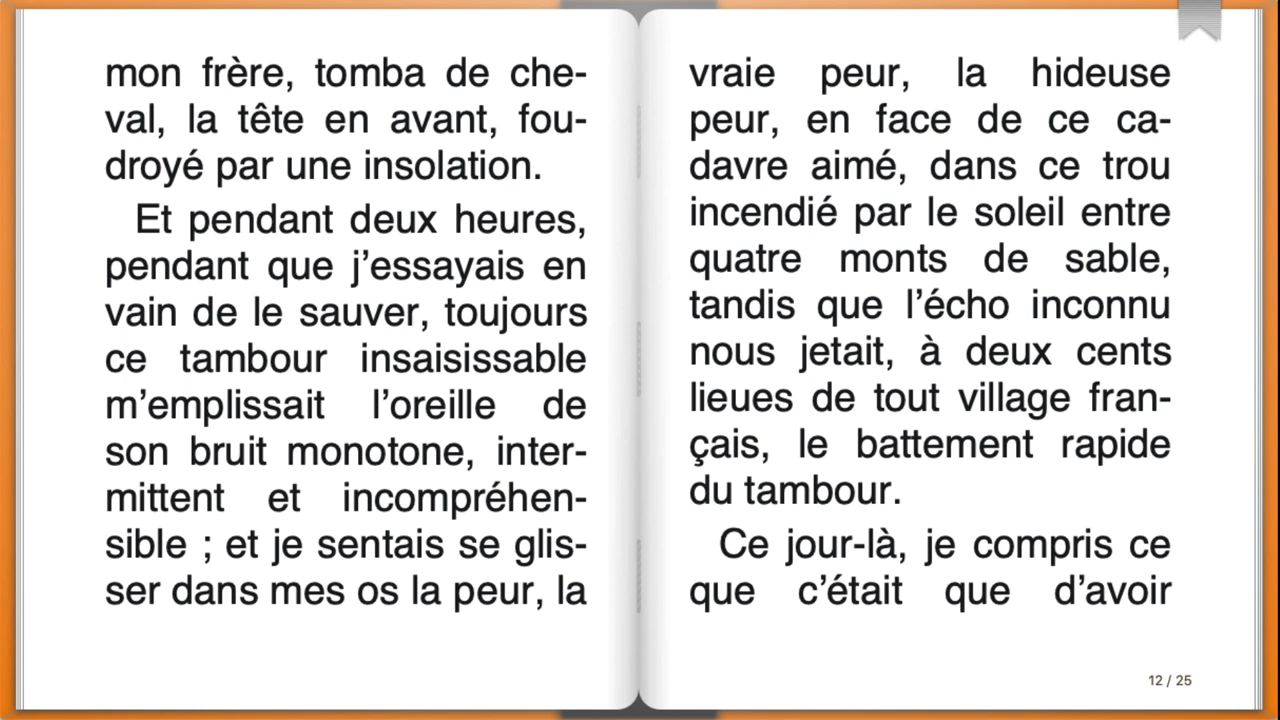 mon frère, tomba de che-
val, la tête en avant, fou-
droyé par une insolation.
Et pendant deux heures,
pendant que j’essayais en
vain de le sauver, toujours
ce tambour insaisissable
m’emplissait l’oreille de
son bruit monotone, inter-
mittent et incompréhen-
sible ; et je sentais se glis-
ser dans mes os la peur, la
vraie peur, la hideuse
peur, en face de ce ca-
davre aimé, dans ce trou
incendié par le soleil entre
quatre monts de sable,
tandis que l’écho inconnu
nous jetait, à deux cents
lieues de tout village fran-
çais, le battement rapide
du tambour.
Ce jour-là, je compris ce
que c’était que d’avoir
12 / 25